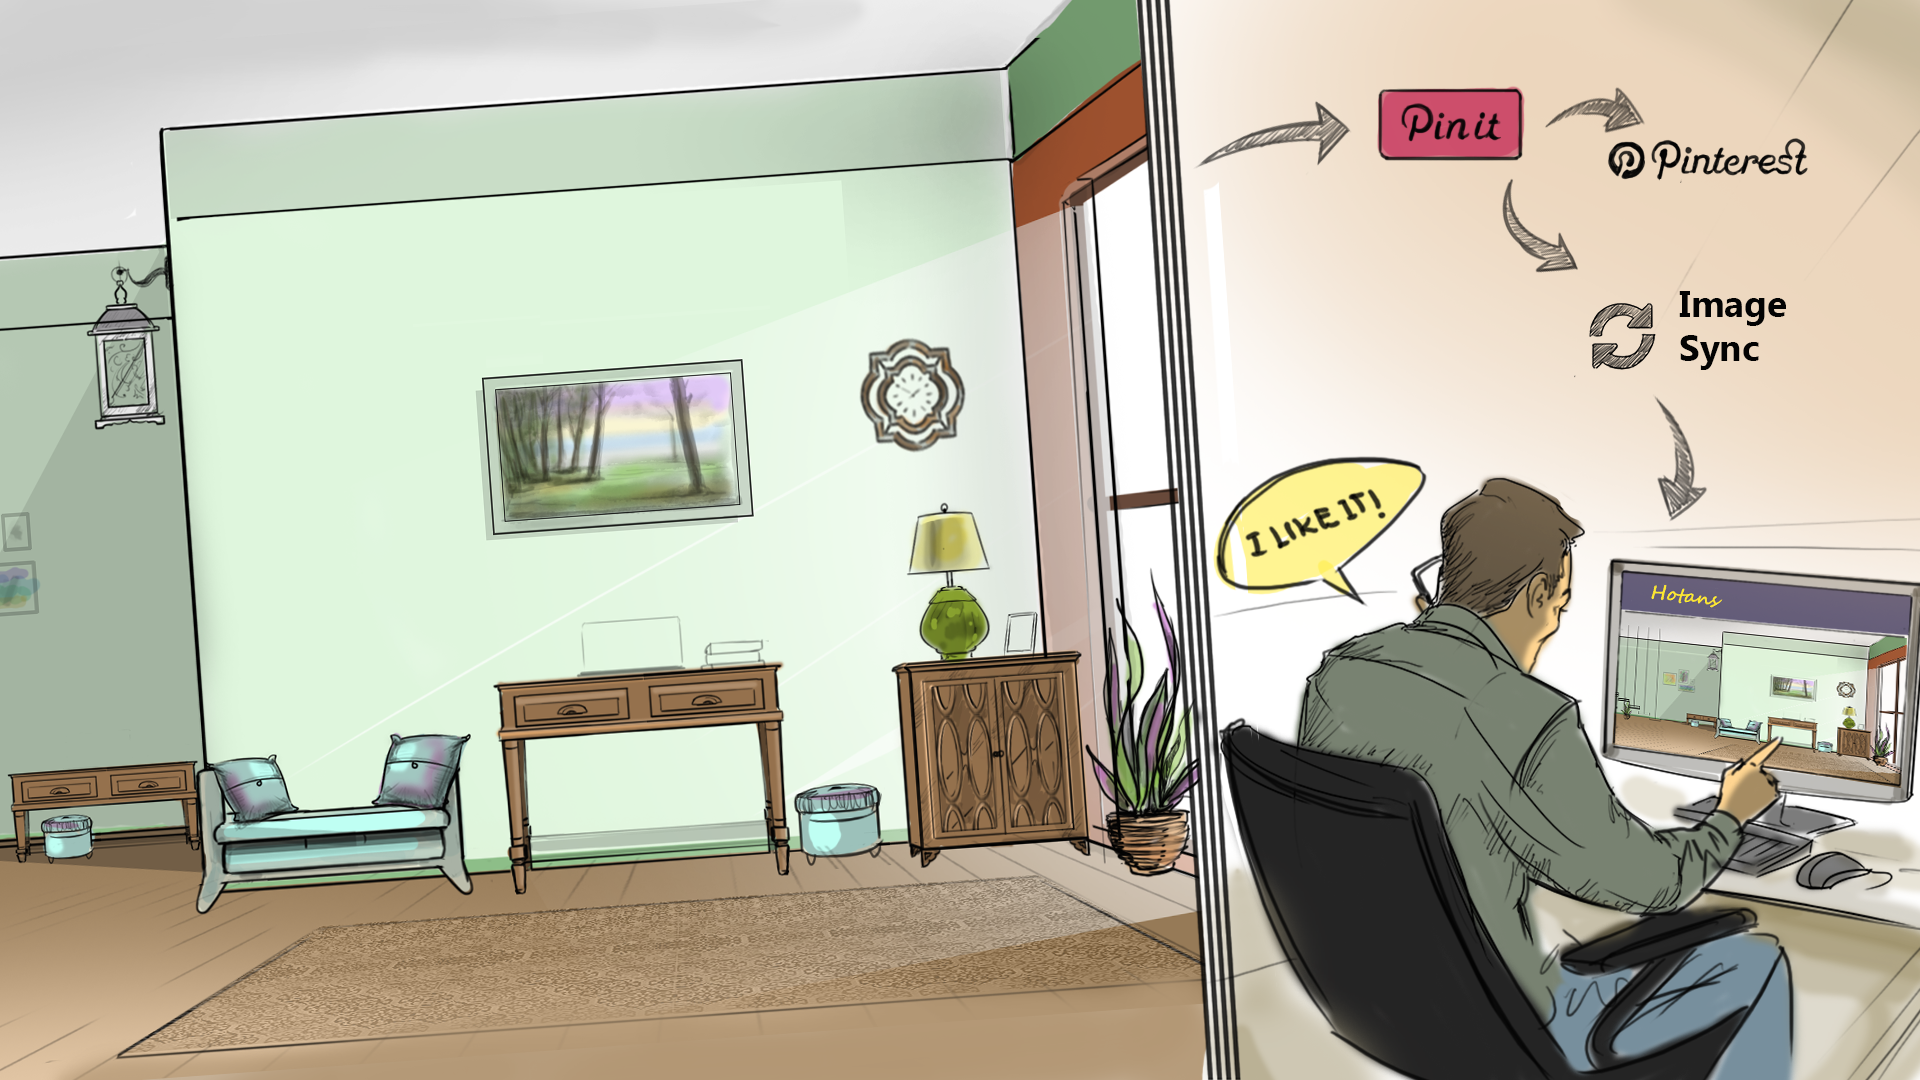 Pin it
Pinterest
Image
Sync
I LIKE IT!
Hotans